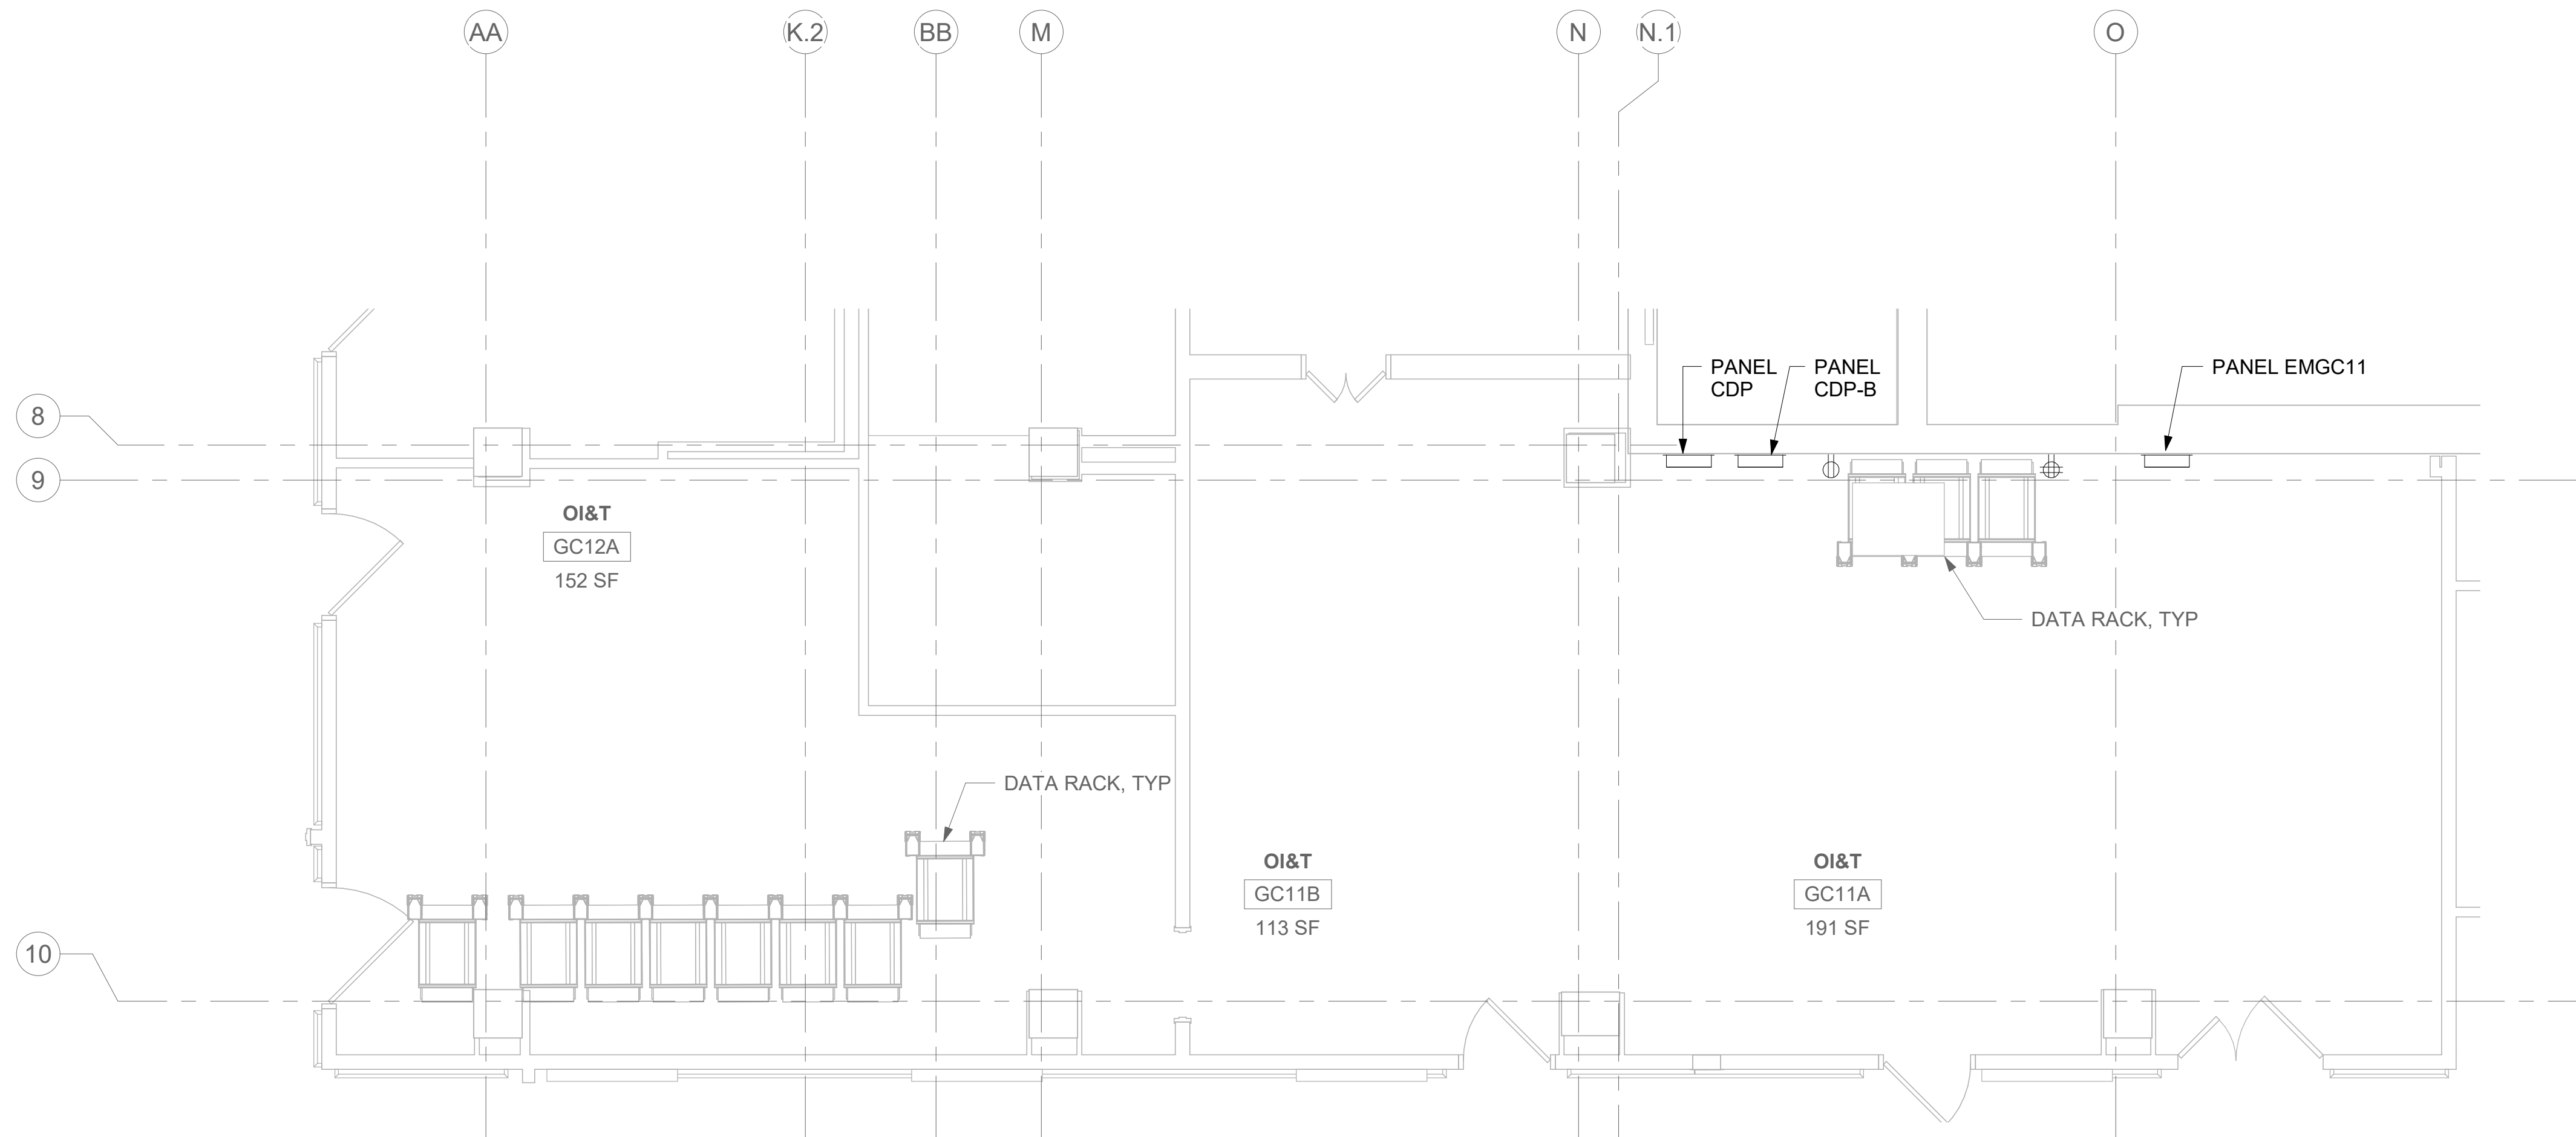 AA
K.2
BB
M
N
N.1
O
PANEL
CDP
PANEL
CDP-B
PANEL EMGC11
8
9
OI&T
GC12A
152 SF
DATA RACK, TYP
DATA RACK, TYP
OI&T
GC11B
113 SF
OI&T
GC11A
191 SF
10